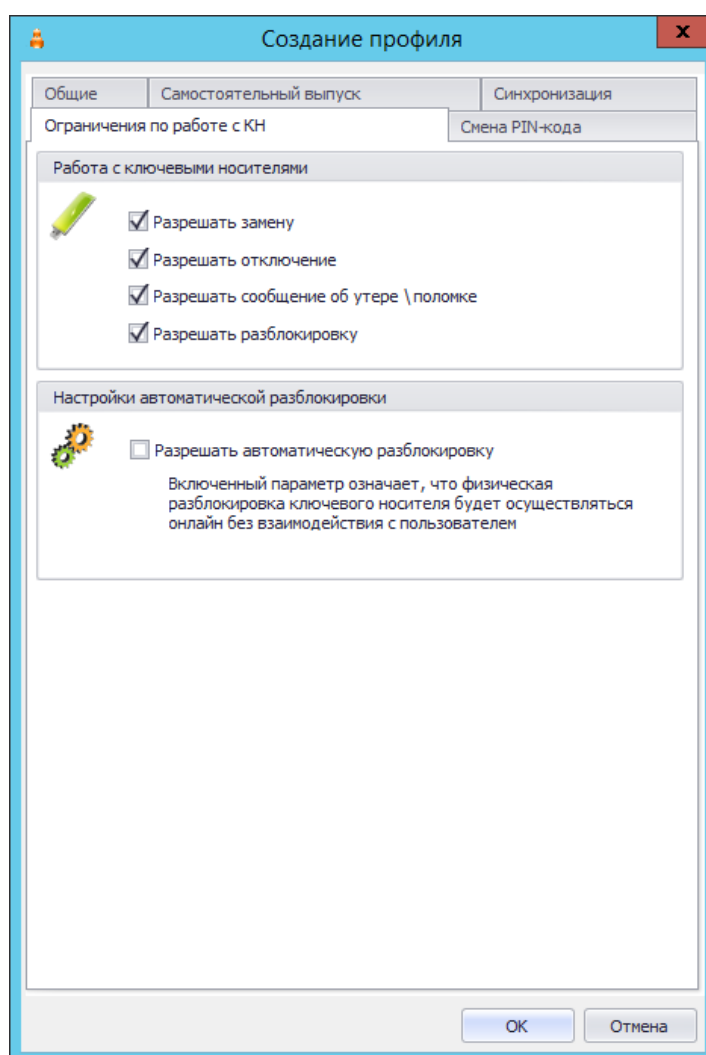 Создание профиля
x
Общие
Самостоятельный выпуск
Синхронизация
Ограничения по работе с КН
Смена PIN-кода
Работа с ключевыми носителями
Разрешать замену
Разрешать отключение
Разрешать сообщение об утере \ поломке
Разрешать разблокировку
Настройки автоматической разблокировки
Разрешать автоматическую разблокировку
Включенный параметр означает, что физическая
разблокировка ключевого носителя будет осуществляться
онлайн без взаимодействия с пользователем
OK
Отмена